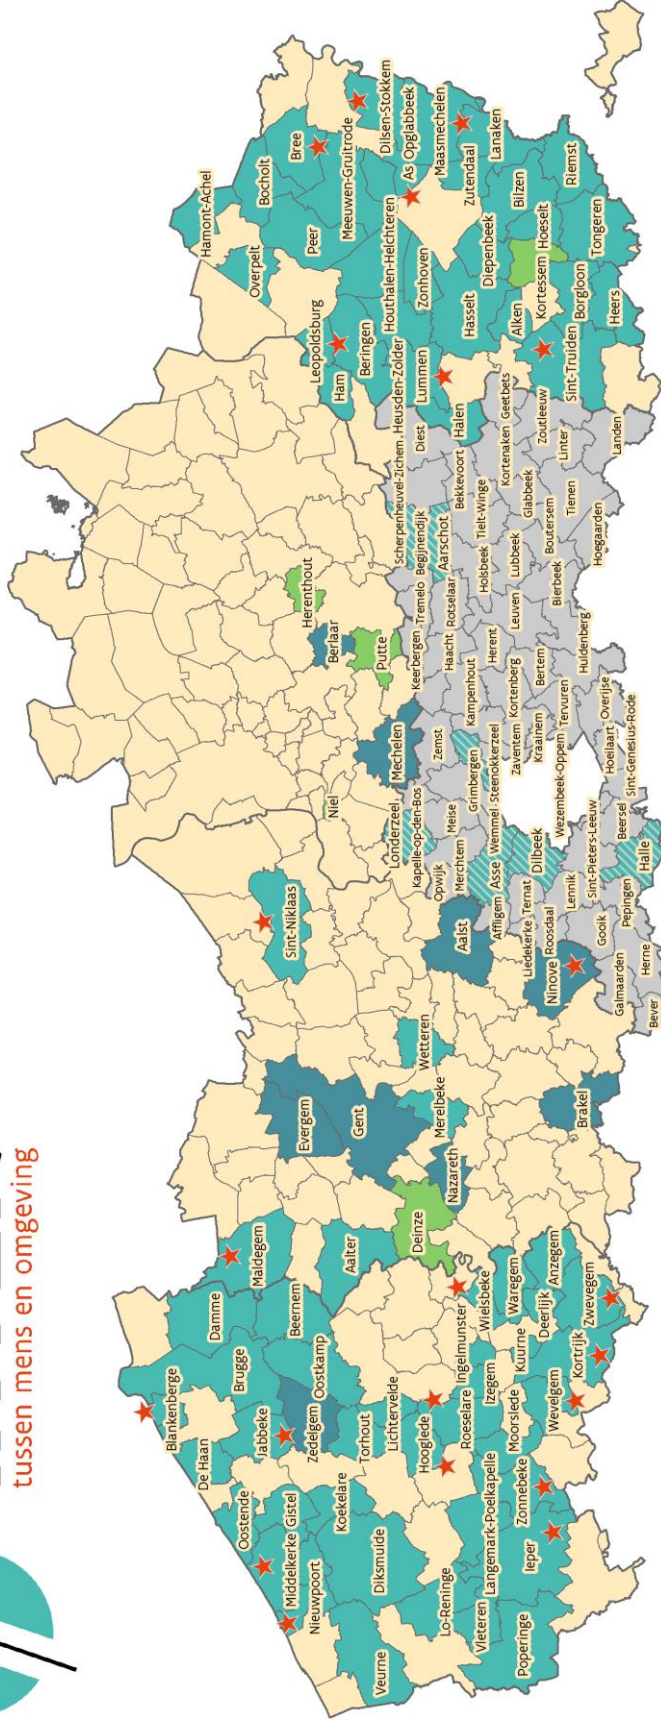 tussen mens en omgeving
Hamont-Achel
Overpelt
Bocholt
Bree
Peer
Meeuwen-Gruitrode
Dilsen-Stokkem
Leopoldsburg
Ham
Beringen
Houthalen-Helchteren
As
Opglabbeek
Maasmechelen
Heusden-Zolder
Zonhoven
Zutendaal
Lanaken
Lummen
Halen
Hasselt
Diepenbeek
Bilzen
Alken
Kortessem
Hoeselt
Riemst
Sint-Truiden
Borgloon
Tongeren
Heers
Herenthout
Berlaar
Putte
Mechelen
Niel
Scherpenheuvel-Zichem
Diest
Begijnendijk
Aarschot
Bekkevoort
Kortenaken
Geetbets
Keerbergen
Tremelo
Haacht
Rotselaar
Holsbeek
Tielt-Winge
Glabbeek
Zoutleeuw
Linter
Kampenhout
Herent
Leuven
Lubbeek
Boutersem
Tienen
Landen
Zemst
Kortenberg
Bertem
Bierbeek
Hoegaarden
Londerzeel
Kapelle-op-den-Bos
Grimbergen
Steenokkerzeel
Zaventem
Kraainem
Wezembeek-Oppem
Tervuren
Huldenberg
Opwijk
Merchtem
Meise
Wemmel
Hoeilaart
Overijse
Affligem
Asse
Dilbeek
Sint-Pieters-Leeuw
Beersel
Sint-Genesius-Rode
Liedekerke
Ternat
Roosdaal
Lennik
Gooik
Pepingen
Halle
Galmaarden
Herne
Bever
Sint-Niklaas
Aalst
Ninove
Wetteren
Merelbeke
Evergem
Gent
Nazareth
Deinze
Brakel
Maldegem
Aalter
Blankenberge
Damme
Brugge
De Haan
Beernem
Jabbeke
Oostkamp
Zedelgem
Oostende
Middelkerke
Gistel
Nieuwpoort
Koekelare
Torhout
Lichtervelde
Diksmuide
Veurne
Hooglede
Roeselare
Ingelmunster
Izegem
Wielsbeke
Waregem
Lo-Reninge
Vleteren
Langemark-Poelkapelle
Zonnebeke
Moorslede
Kuurne
Deerlijk
Anzegem
Poperinge
Ieper
Wevelgem
Kortrijk
Zwevegem